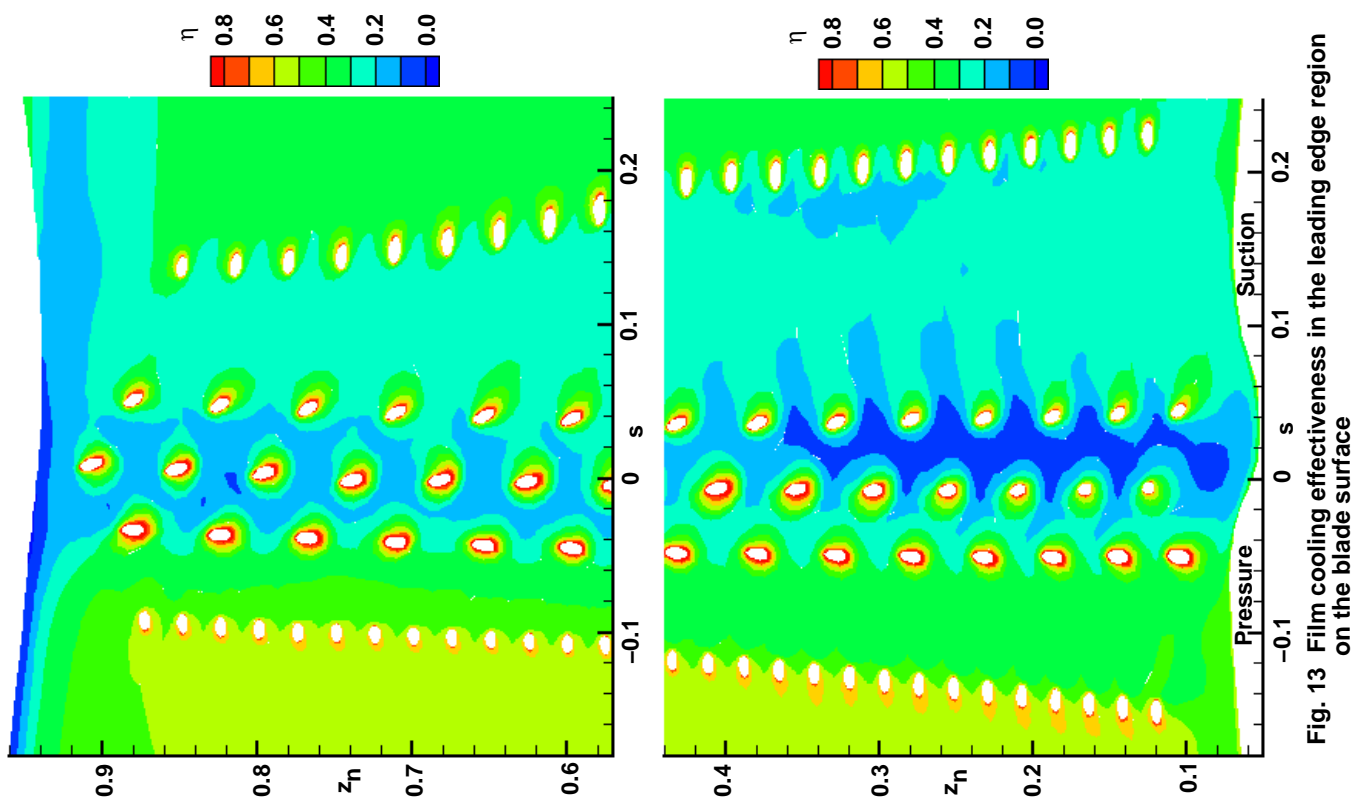 η
0.8
0.6
0.4
0.2
0.0
0.9
0.8
zn
0.7
0.6
−0.1
0
s
0.1
0.2
η
0.8
0.6
0.4
0.2
0.0
0.4
0.3
zn
0.2
0.1
Pressure
Suction
−0.1
0
s
0.1
0.2
Fig. 13 Film cooling effectiveness in the leading edge region
on the blade surface